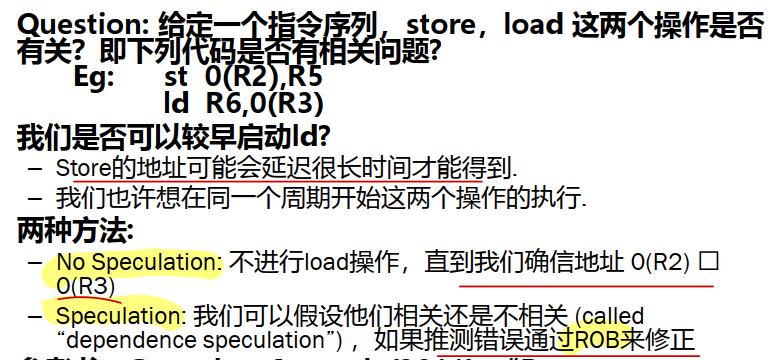 Question: 给定一个指令序列，store，load 这两个操作是否
有关？即下列代码是否有相关问题?
Eg: st 0(R2),R5
ld R6,0(R3)
我们是否可以较早启动ld?
– Store的地址可能会延迟很长时间才能得到.
– 我们也许想在同一个周期开始这两个操作的执行.
两种方法:
– No Speculation: 不进行load操作，直到我们确信地址 0(R2) □
0(R3)
– Speculation: 我们可以假设他们相关还是不相关 (called
“dependence speculation”) ，如果推测错误通过ROB来修正